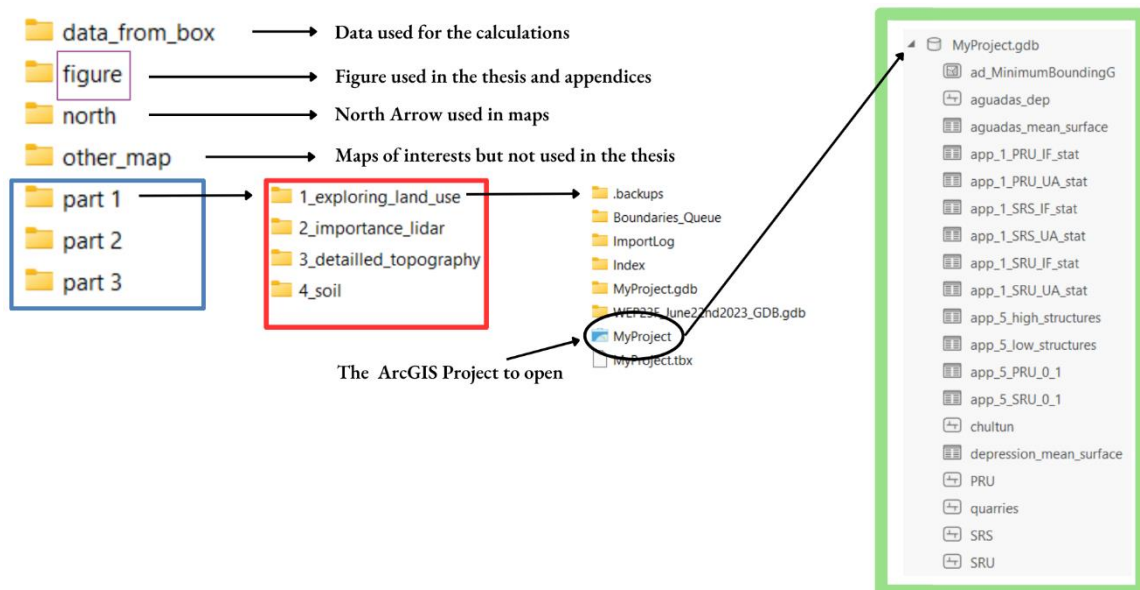 data_from_box
Data used for the calculations
figure
Figure used in the thesis and appendices
north
North Arrow used in maps
other_map
Maps of interests but not used in the thesis
part 1
part 2
part 3
1_exploring_land_use
2_importance_lidar
3_detailled_topography
4_soil
.backups
Boundaries_Queue
ImportLog
Index
MyProject.gdb
WEP23F_June22nd2023_GDB.gdb
MyProject
MyProject.tbx
The ArcGIS Project to open
MyProject.gdb
ad_MinimumBoundingG
aguadas_dep
aguadas_mean_surface
app_1_PRU_IF_stat
app_1_PRU_UA_stat
app_1_SRS_IF_stat
app_1_SRS_UA_stat
app_1_SRU_IF_stat
app_1_SRU_UA_stat
app_5_high_structures
app_5_low_structures
app_5_PRU_0_1
app_5_SRU_0_1
chultun
depression_mean_surface
PRU
quarries
SRS
SRU